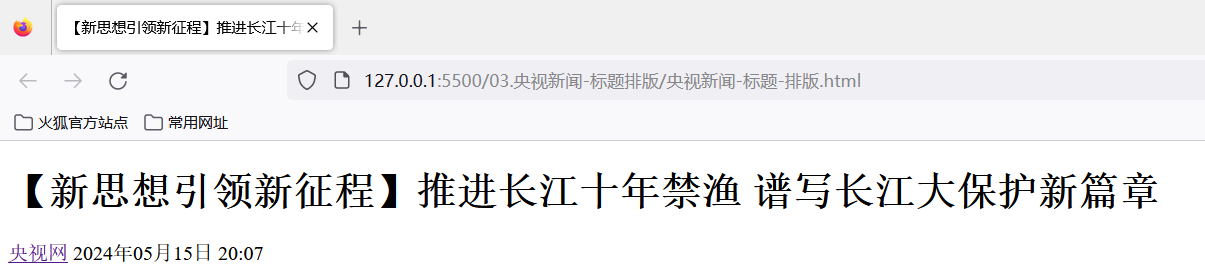 【新思想引领新征程】推进长江十年
127.0.0.1:5500/03.央视新闻-标题排版/央视新闻-标题-排版.html
火狐官方站点 常用网址
【新思想引领新征程】推进长江十年禁渔 谱写长江大保护新篇章
央视网 2024年05月15日 20:07